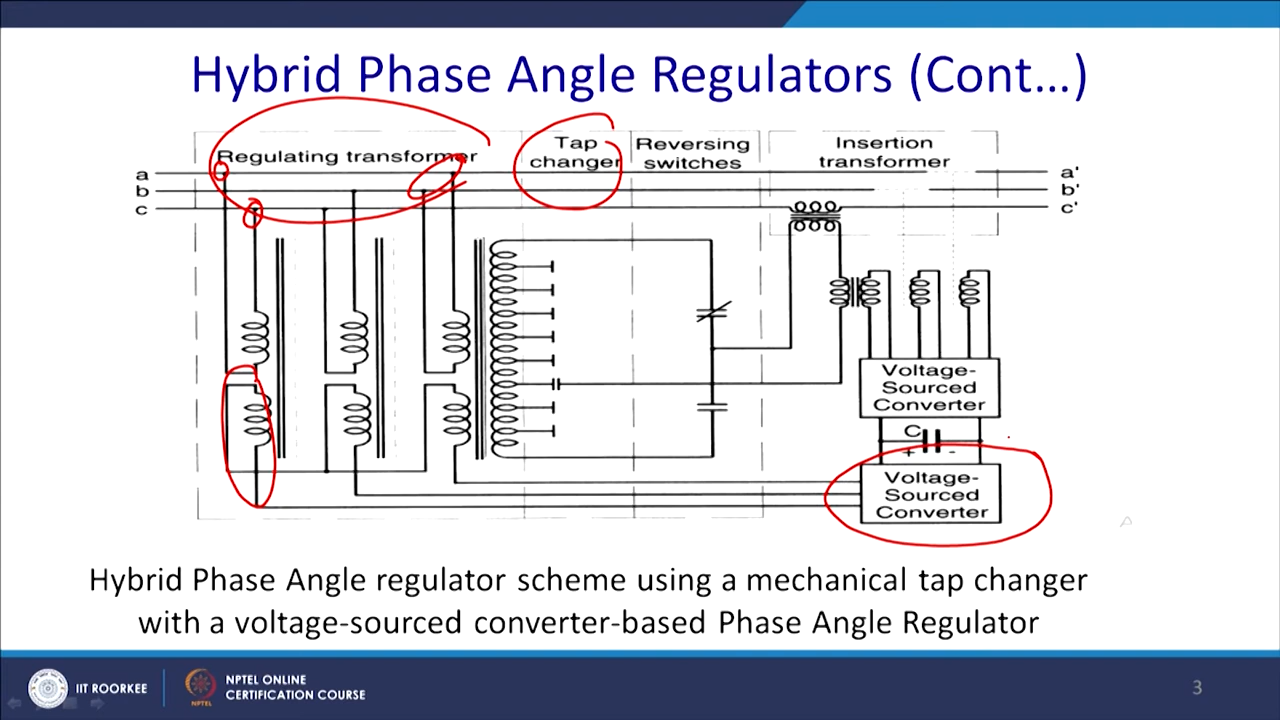 Hybrid Phase Angle Regulators (Cont…)
Regulating transformer
Tap
changer
Reversing
switches
Insertion
transformer
a
a'
b
b'
c
c'
Voltage-
Sourced
Converter
C
+
-
Voltage-
Sourced
Converter
Hybrid Phase Angle regulator scheme using a mechanical tap changer
with a voltage-sourced converter-based Phase Angle Regulator
IIT ROORKEE
NPTEL
NPTEL ONLINE
CERTIFICATION COURSE
3